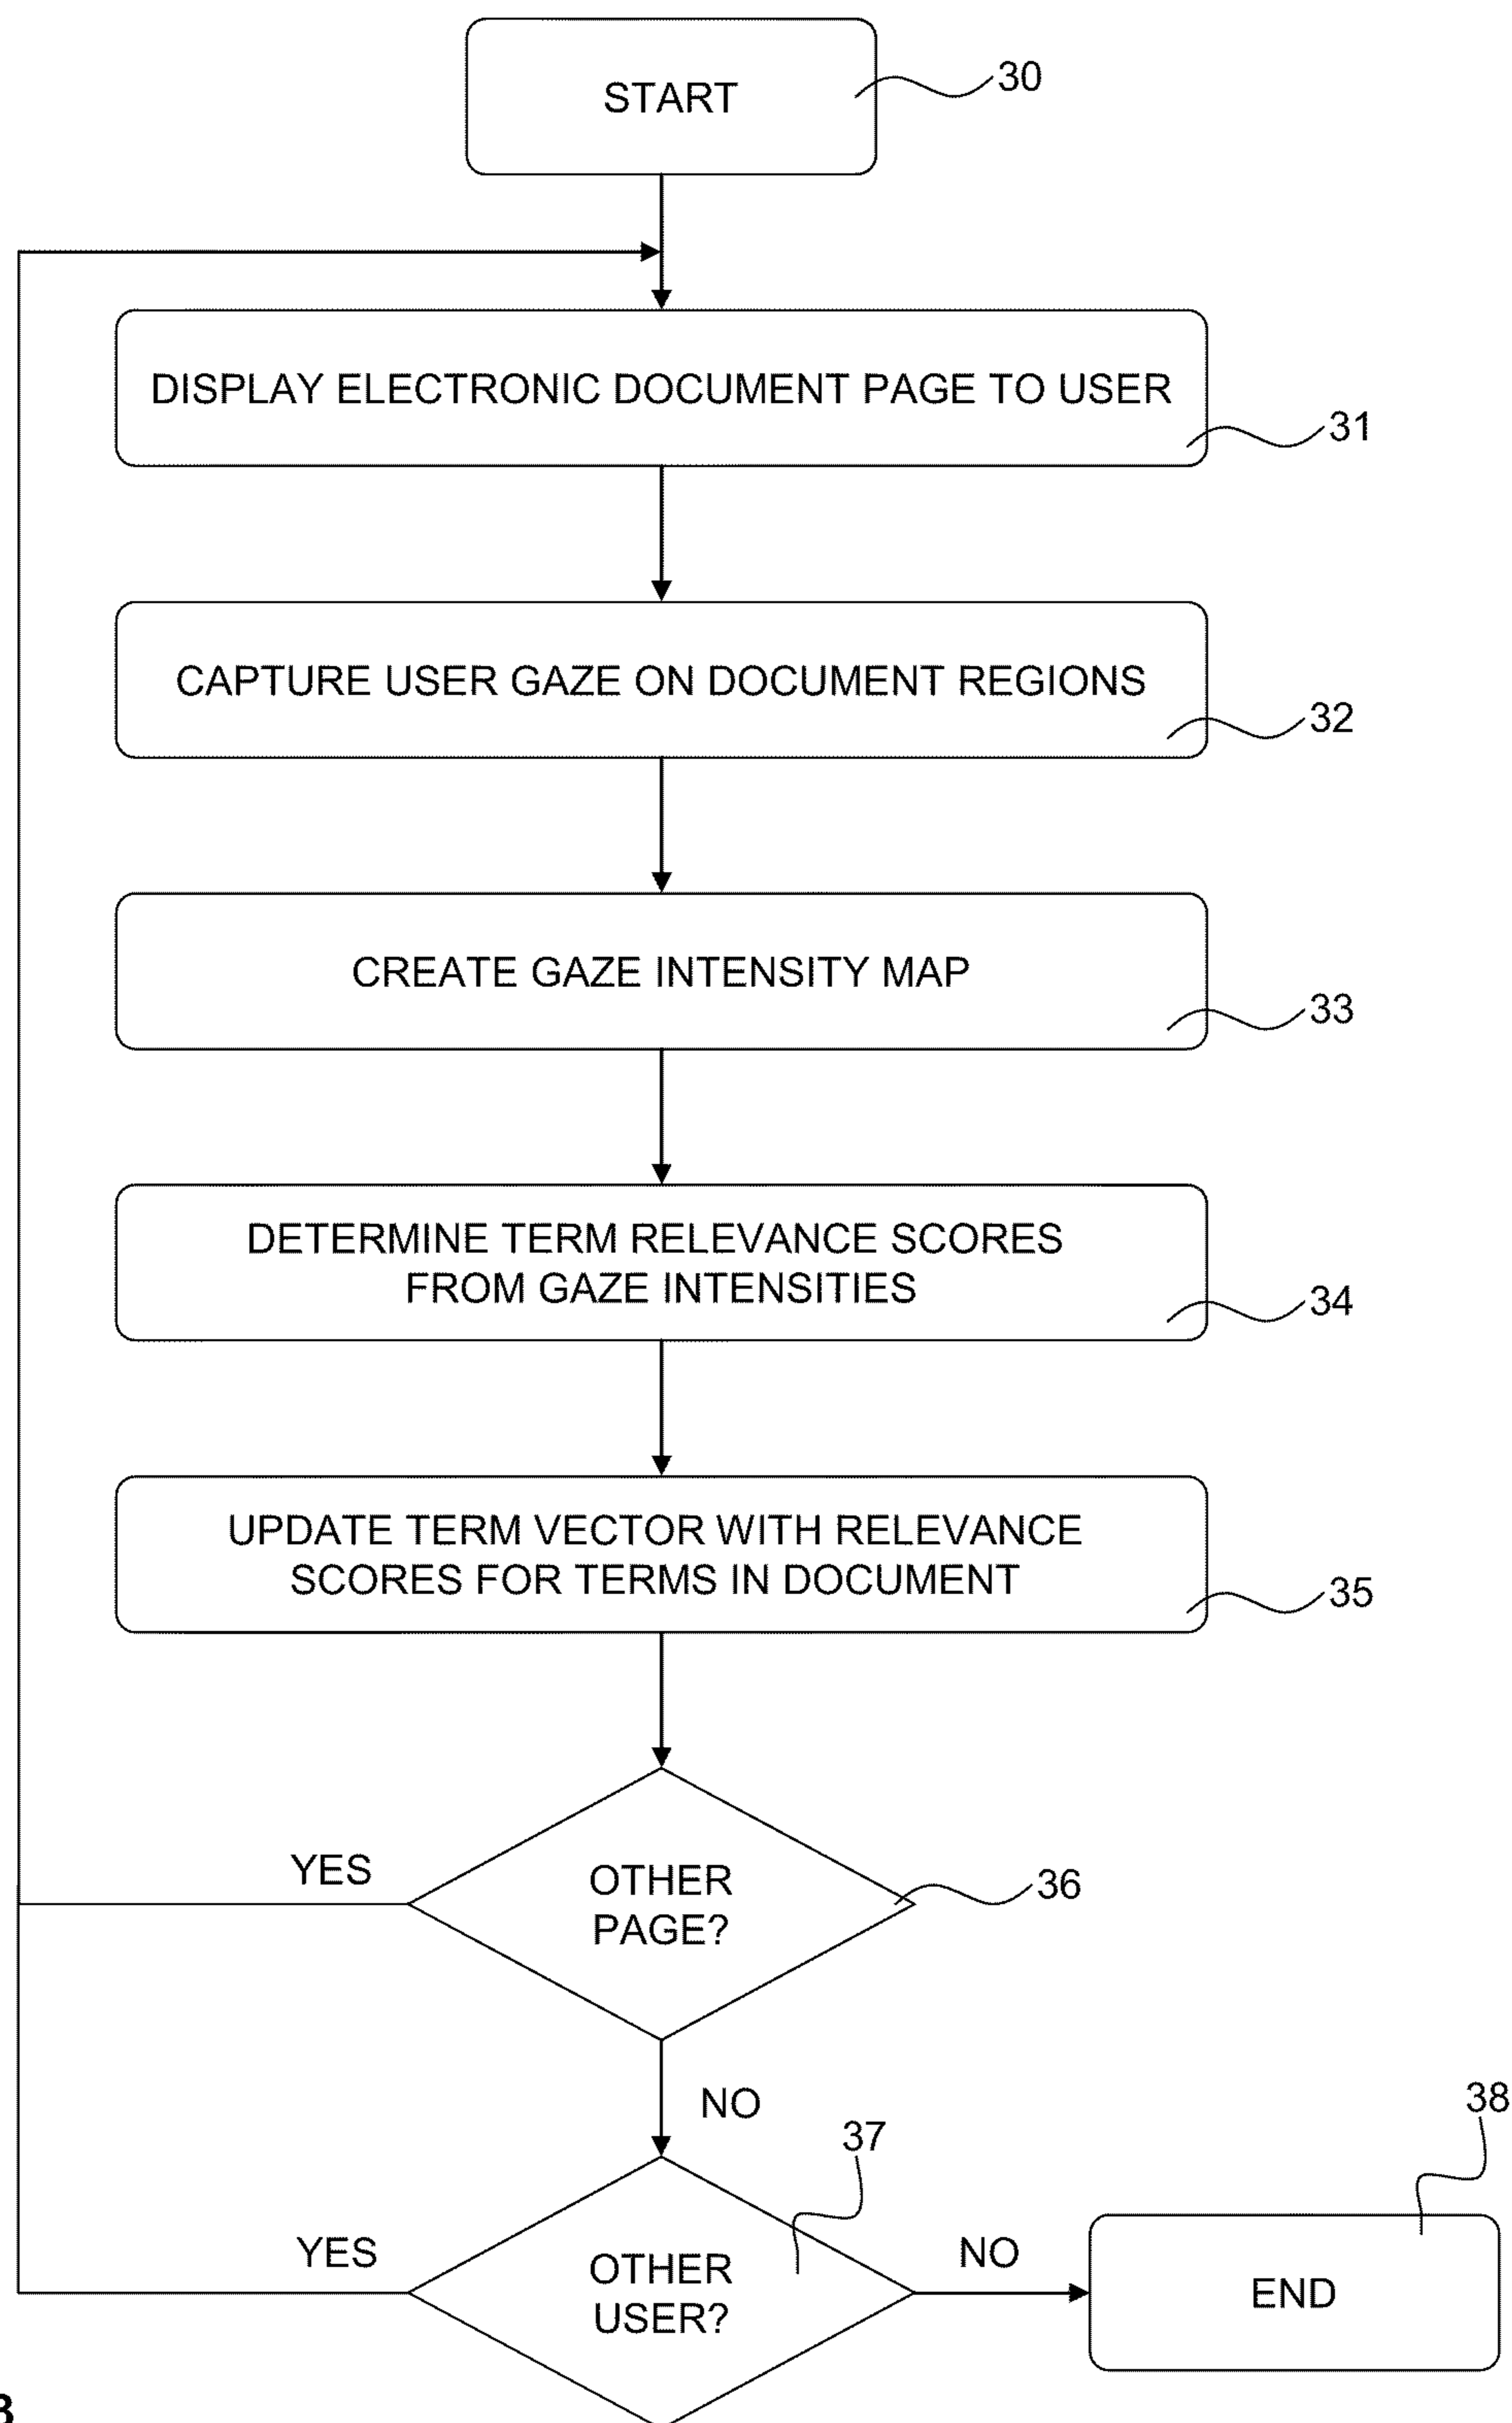 START
30
DISPLAY ELECTRONIC DOCUMENT PAGE TO USER
31
CAPTURE USER GAZE ON DOCUMENT REGIONS
32
CREATE GAZE INTENSITY MAP
33
DETERMINE TERM RELEVANCE SCORES
FROM GAZE INTENSITIES
34
UPDATE TERM VECTOR WITH RELEVANCE
SCORES FOR TERMS IN DOCUMENT
35
YES
OTHER
PAGE?
36
NO
37
38
YES
OTHER
USER?
NO
END